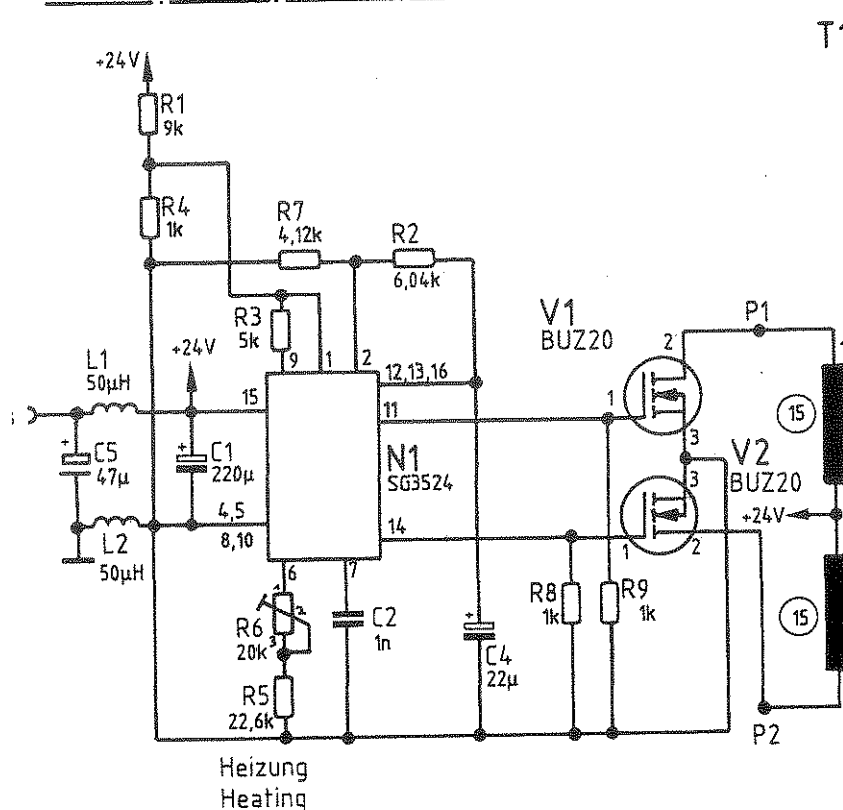 T1
+24V
R1
9k
R4
1k
R7
4,12k
R2
6,04k
R3
5k
+24V
L1
50µH
V1
BUZ20
P1
2
9
1
2
12,13,16
15
11
1
3
15
C5
47µ
+
C1
220µ
+
N1
SG3524
V2
BUZ20
3
+24V
4,5
8,10
14
1
2
L2
50µH
6
7
1
2
3
R6
20k
C2
1n
R8
1k
R9
1k
15
+
C4
22µ
R5
22,6k
P2
Heizung
Heating